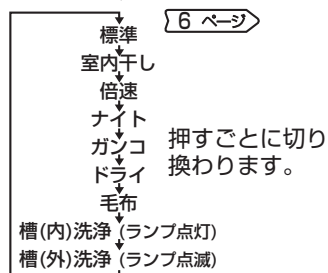 標準
6 ページ
室内干し
倍速
ナイト
ガンコ
ドライ
毛布
押すごとに切り
換わります。
槽(内)洗浄 (ランプ点灯)
槽(外)洗浄 (ランプ点滅)